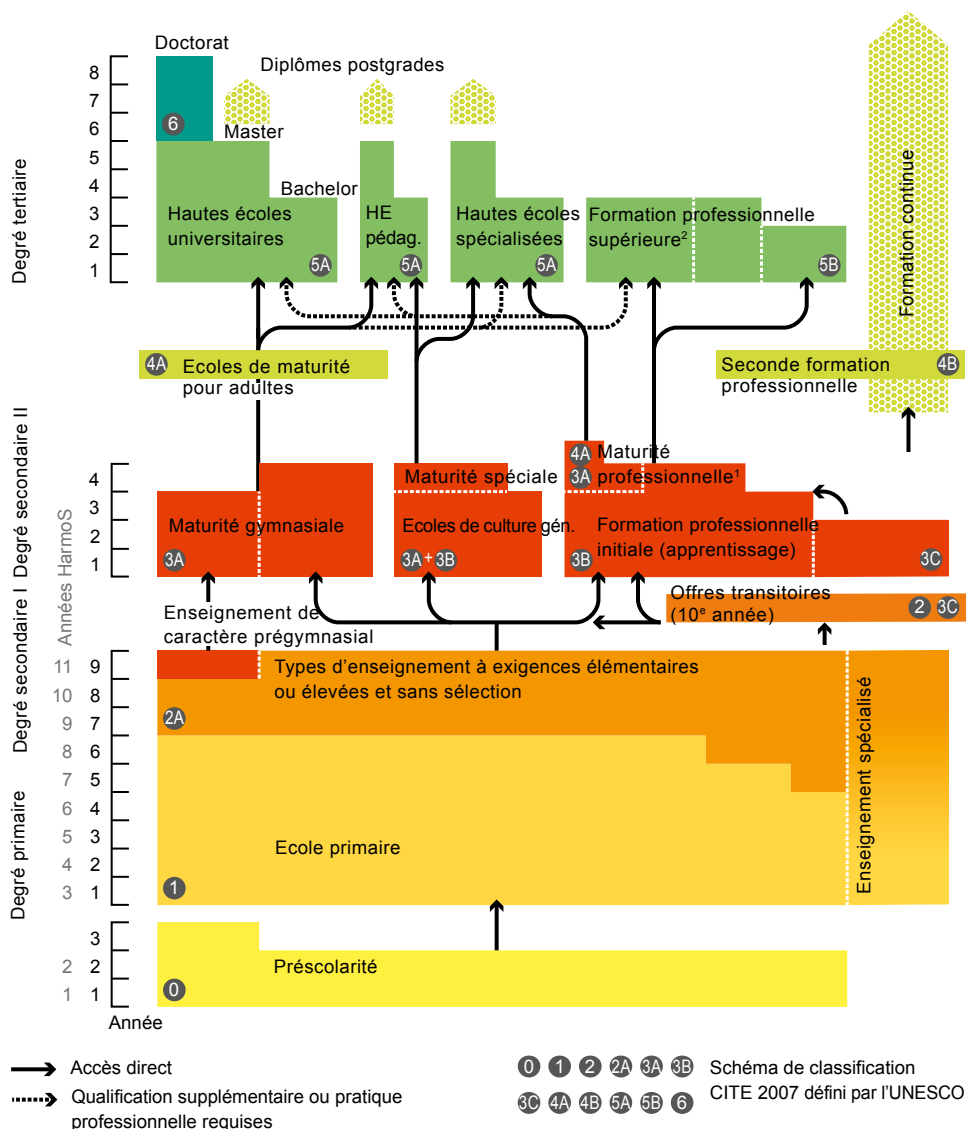 Doctorat
Diplômes postgrades
8
7
6
5
4
3
2
1
Degré tertiaire
6
Master
Bachelor
Hautes écoles
universitaires
5A
HE
pédag.
5A
Hautes écoles
spécialisées
5A
Formation professionnelle
supérieure²
5B
Formation continue
4A
Ecoles de maturité
pour adultes
Seconde formation
professionnelle
4B
Degré secondaire II
4
3
2
1
Maturité gymnasiale
3A
Maturité spéciale
Ecoles de culture gén.
3A + 3B
4A Maturité
3A professionnelle¹
Formation professionnelle
initiale (apprentissage)
3B
3C
Enseignement de
caractère prégymnasial
Offres transitoires
(10e année)
2 3C
Années HarmoS
Degré secondaire I
11 9
10 8
9 7
8 6
7 5
6 4
5 3
4 2
3 1
Degré primaire
Types d'enseignement à exigences élémentaires
ou élevées et sans sélection
2A
Enseignement spécialisé
Ecole primaire
1
3
2 2
1 1
Préscolarité
0
Année
Accès direct
Qualification supplémentaire ou pratique
professionnelle requises
0 1 2 2A 3A 3B
3C 4A 4B 5A 5B 6
Schéma de classification
CITE 2007 défini par l'UNESCO